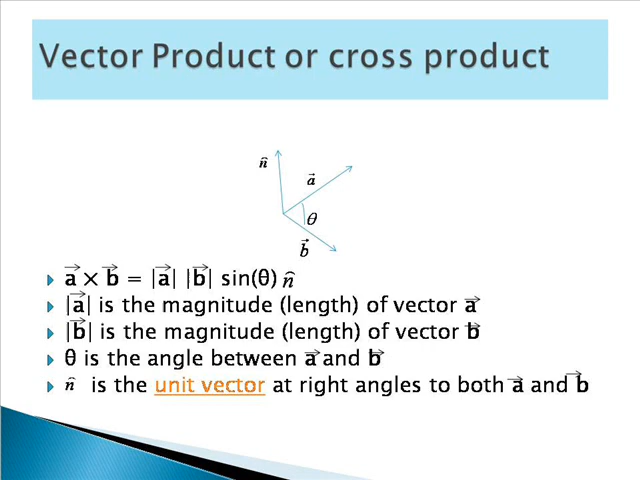 Vector Product or cross product
n̂
a⃗
θ
b⃗
a⃗ × b⃗ = |a⃗| |b⃗| sin(θ) n̂
|a⃗| is the magnitude (length) of vector a⃗
|b⃗| is the magnitude (length) of vector b⃗
θ is the angle between a⃗ and b⃗
n̂ is the unit vector at right angles to both a⃗ and b⃗